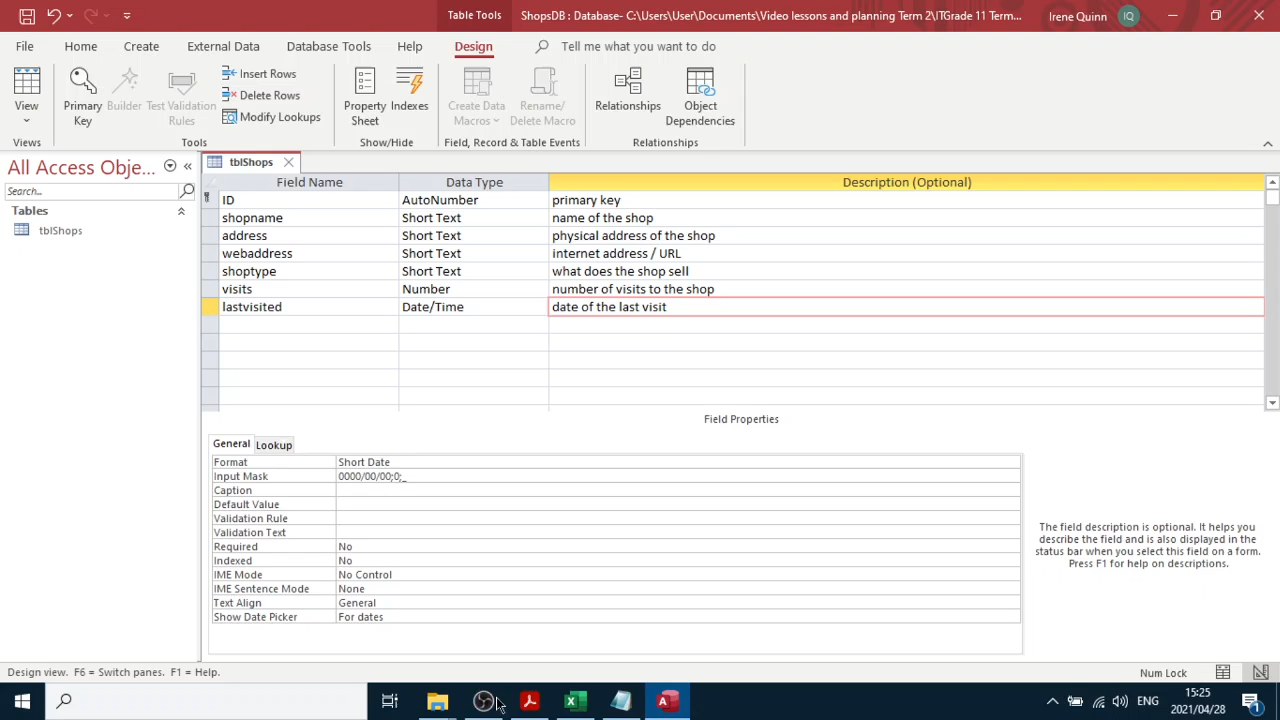 Table Tools
ShopsDB : Database- C:\Users\User\Documents\Video lessons and planning Term 2\ITGrade 11 Term...
Irene Quinn
IQ
File
Home
Create
External Data
Database Tools
Help
Design
Tell me what you want to do
View
Primary Key
Builder
Test Validation Rules
Insert Rows
Delete Rows
Modify Lookups
Property Sheet
Indexes
Create Data Macros
Rename/ Delete Macro
Relationships
Object Dependencies
Views
Tools
Show/Hide
Field, Record & Table Events
Relationships
All Access Obje...
Search...
Tables
tblShops
tblShops
Field Name Data Type Description (Optional)
ID AutoNumber primary key
shopname Short Text name of the shop
address Short Text physical address of the shop
webaddress Short Text internet address / URL
shoptype Short Text what does the shop sell
visits Number number of visits to the shop
lastvisited Date/Time date of the last visit
Field Properties
General Lookup
Format Short Date
Input Mask 0000/00/00;0;_
Caption
Default Value
Validation Rule
Validation Text
Required No
Indexed No
IME Mode No Control
IME Sentence Mode None
Text Align General
Show Date Picker For dates
The field description is optional. It helps you
describe the field and is also displayed in the
status bar when you select this field on a form.
Press F1 for help on descriptions.
Design view. F6 = Switch panes. F1 = Help.
Num Lock
ENG
15:25
2021/04/28
1